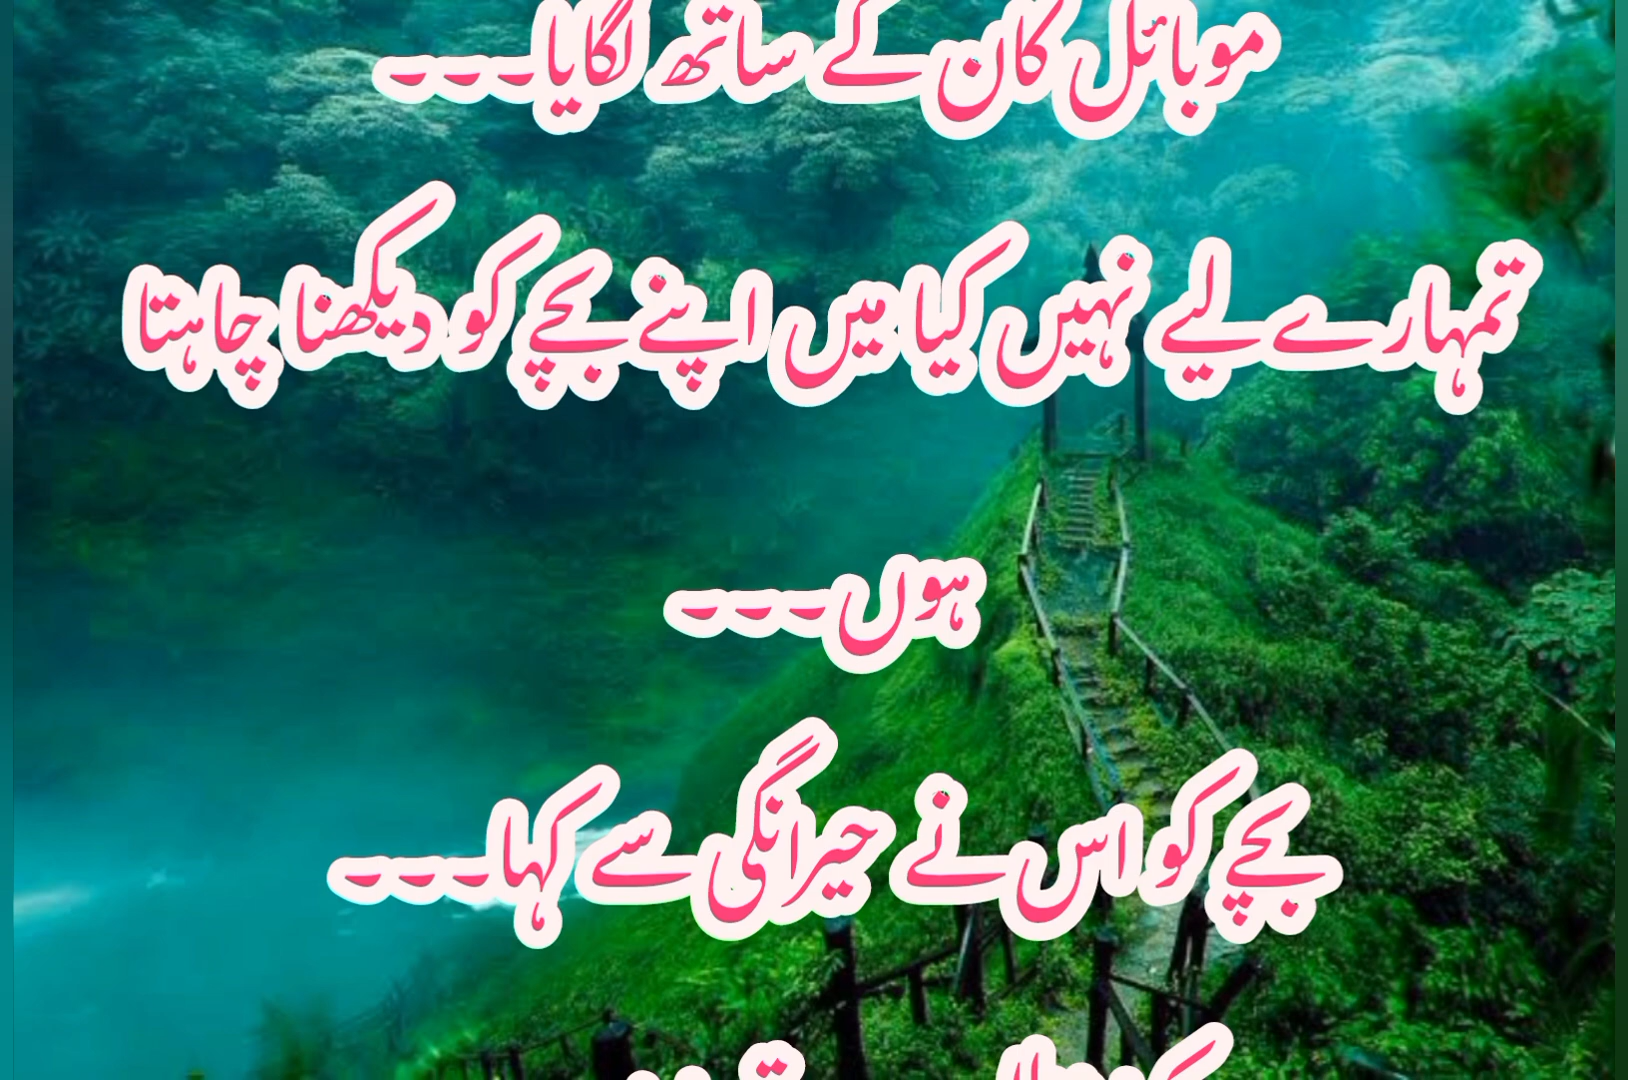 موبائل کان کے ساتھ لگایا۔۔۔
تمہارے لیے نہیں کیا میں اپنے بچے کو دیکھنا چاہتا
ہوں۔۔۔
بچے کو اس نے حیرانگی سے کہا۔۔۔